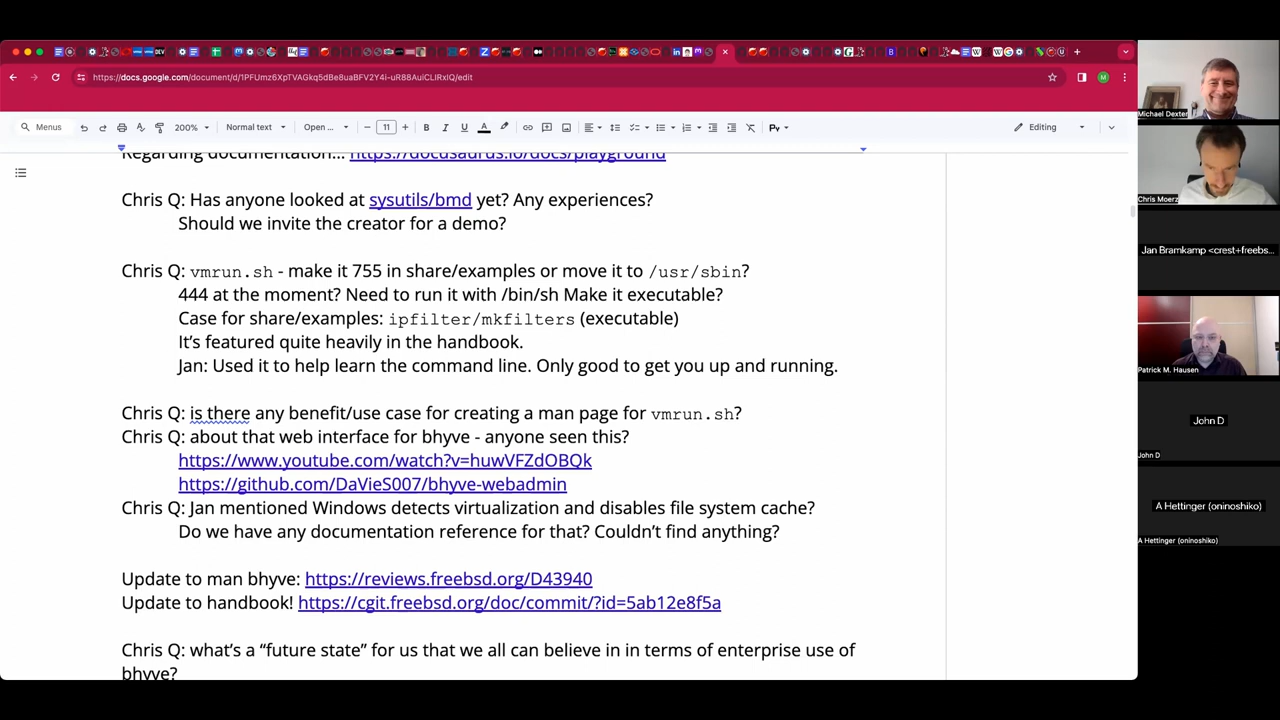 https://docs.google.com/document/d/1PFUmz6XpTVAGkq5dBe8uaBFV2Y4i-uR88AuiCLlRxIQ/edit
Menus 200% Normal text Open ... 11 Editing
Regarding documentation... https://docusaurus.io/docs/playground
Chris Q: Has anyone looked at sysutils/bmd yet? Any experiences?
Should we invite the creator for a demo?
Chris Q: vmrun.sh - make it 755 in share/examples or move it to /usr/sbin?
444 at the moment? Need to run it with /bin/sh Make it executable?
Case for share/examples: ipfilter/mkfilters (executable)
It's featured quite heavily in the handbook.
Jan: Used it to help learn the command line. Only good to get you up and running.
Chris Q: is there any benefit/use case for creating a man page for vmrun.sh?
Chris Q: about that web interface for bhyve - anyone seen this?
https://www.youtube.com/watch?v=huwVFZdOBQk
https://github.com/DaVieS007/bhyve-webadmin
Chris Q: Jan mentioned Windows detects virtualization and disables file system cache?
Do we have any documentation reference for that? Couldn't find anything?
Update to man bhyve: https://reviews.freebsd.org/D43940
Update to handbook! https://cgit.freebsd.org/doc/commit/?id=5ab12e8f5a
Chris Q: what's a “future state” for us that we all can believe in in terms of enterprise use of
bhyve?
Michael Dexter
Chris Moerz
Jan Bramkamp <crest+freebs...
Patrick M. Hausen
John D
John D
A Hettinger (oninoshiko)
A Hettinger (oninoshiko)